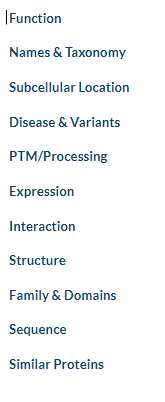 Function
Names & Taxonomy
Subcellular Location
Disease & Variants
PTM/Processing
Expression
Interaction
Structure
Family & Domains
Sequence
Similar Proteins